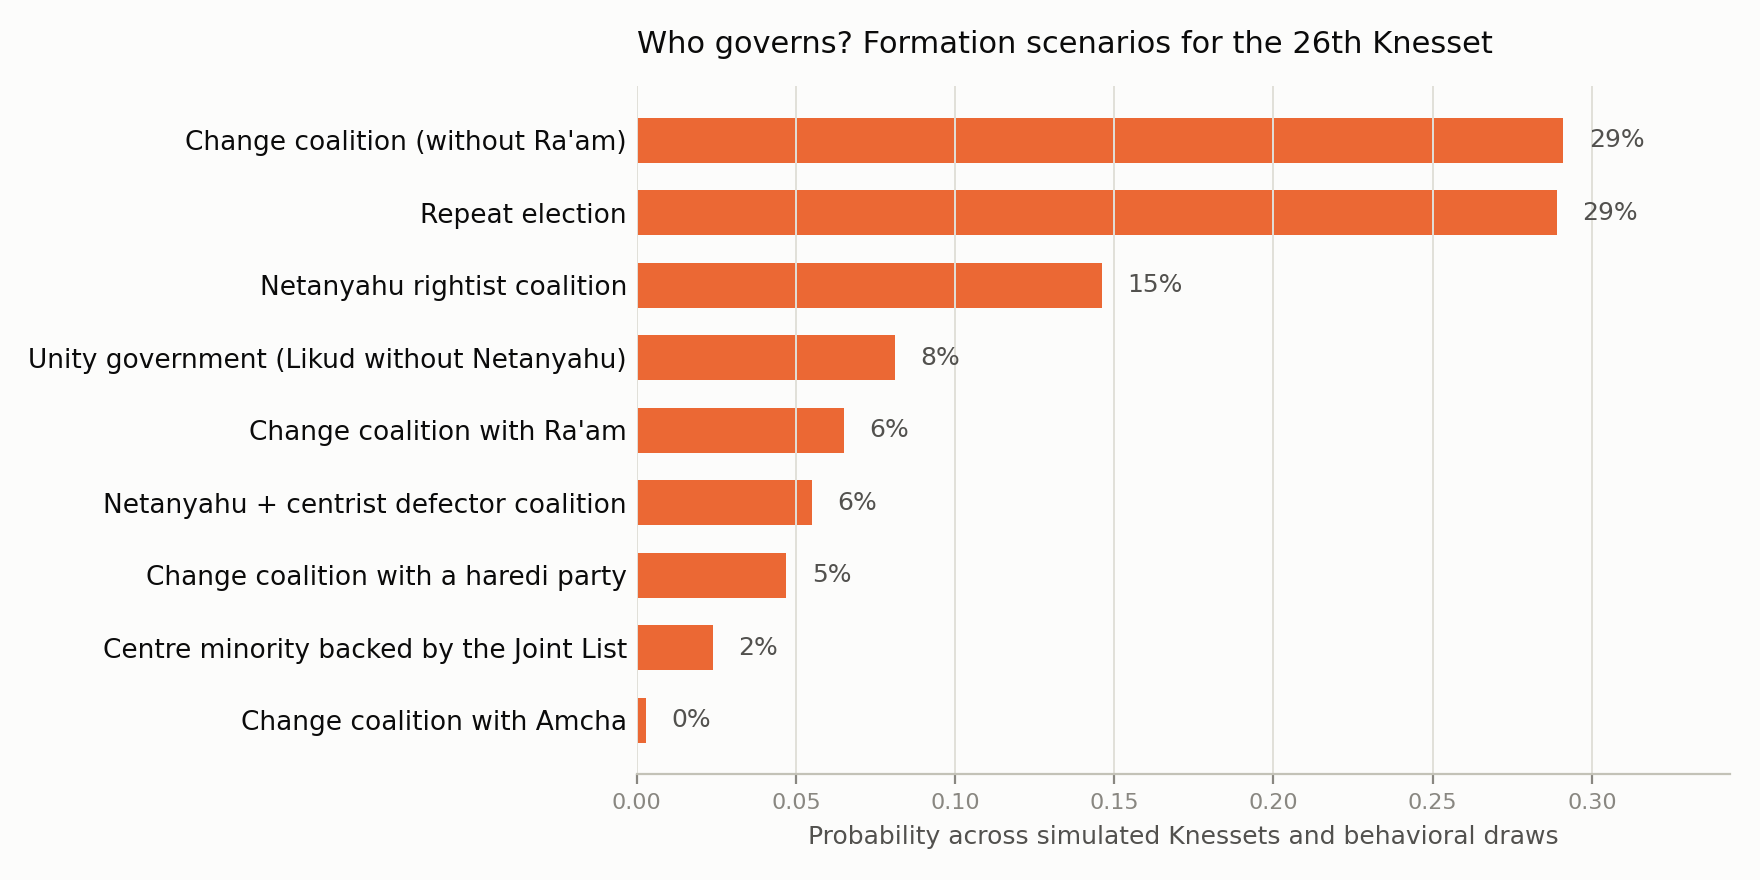 Who governs? Formation scenarios for the 26th Knesset
Change coalition (without Ra'am) 29%
Repeat election 29%
Netanyahu rightist coalition 15%
Unity government (Likud without Netanyahu) 8%
Change coalition with Ra'am 6%
Netanyahu + centrist defector coalition 6%
Change coalition with a haredi party 5%
Centre minority backed by the Joint List 2%
Change coalition with Amcha 0%
0.00 0.05 0.10 0.15 0.20 0.25 0.30
Probability across simulated Knessets and behavioral draws